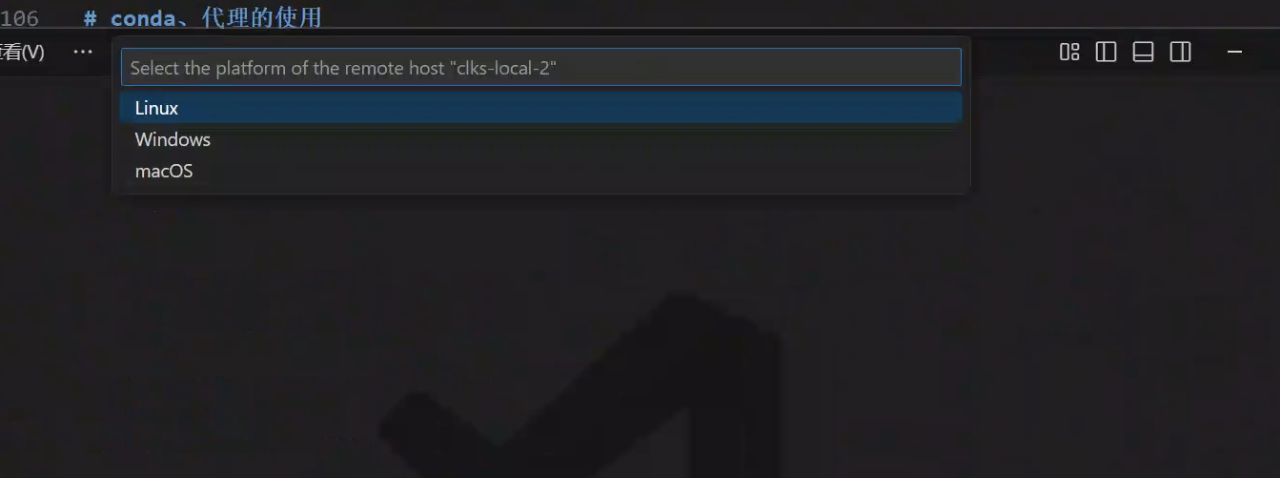 106 # conda、代理的使用
看(V) ···
Select the platform of the remote host "clks-local-2"
Linux
Windows
macOS